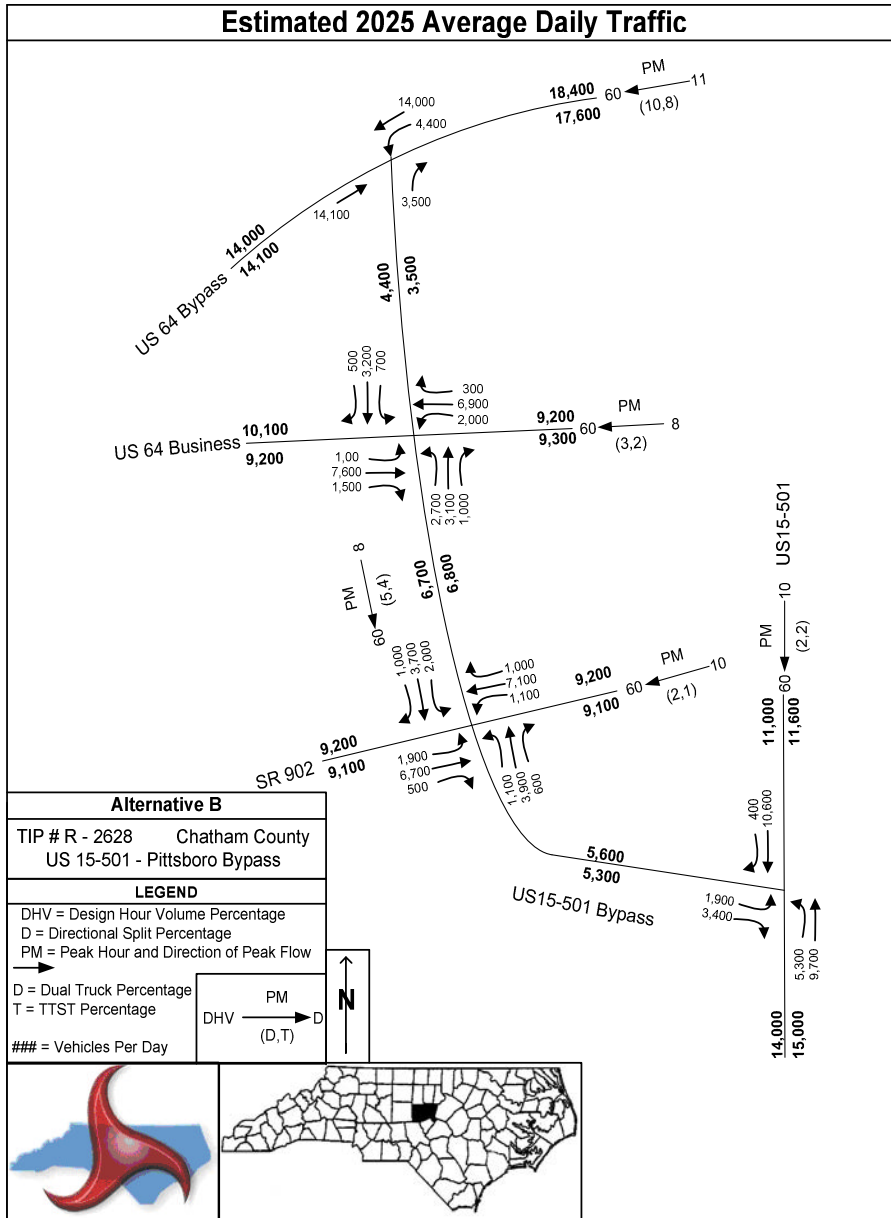 Estimated 2025 Average Daily Traffic
PM
11
60
(10,8)
18,400
17,600
14,000
4,400
14,100
3,500
14,000
14,100
US 64 Bypass
4,400
3,500
500
3,200
700
300
6,900
2,000
10,100
9,200
US 64 Business
9,200
9,300
60
PM
8
(3,2)
1,00
7,600
1,500
2,700
3,100
1,000
6,700
6,800
8
PM
(5,4)
60
US15-501
10
PM
(2,2)
60
11,000
11,600
1,000
3,700
2,000
1,000
7,100
1,100
9,200
9,100
60
PM
10
(2,1)
9,200
9,100
SR 902
1,900
6,700
500
1,100
3,900
600
5,600
5,300
US15-501 Bypass
400
10,600
1,900
3,400
5,300
9,700
14,000
15,000
Alternative B
TIP # R - 2628 Chatham County
US 15-501 - Pittsboro Bypass
LEGEND
DHV = Design Hour Volume Percentage
D = Directional Split Percentage
PM = Peak Hour and Direction of Peak Flow
D = Dual Truck Percentage
T = TTST Percentage
### = Vehicles Per Day
PM
DHV D
(D,T)
N